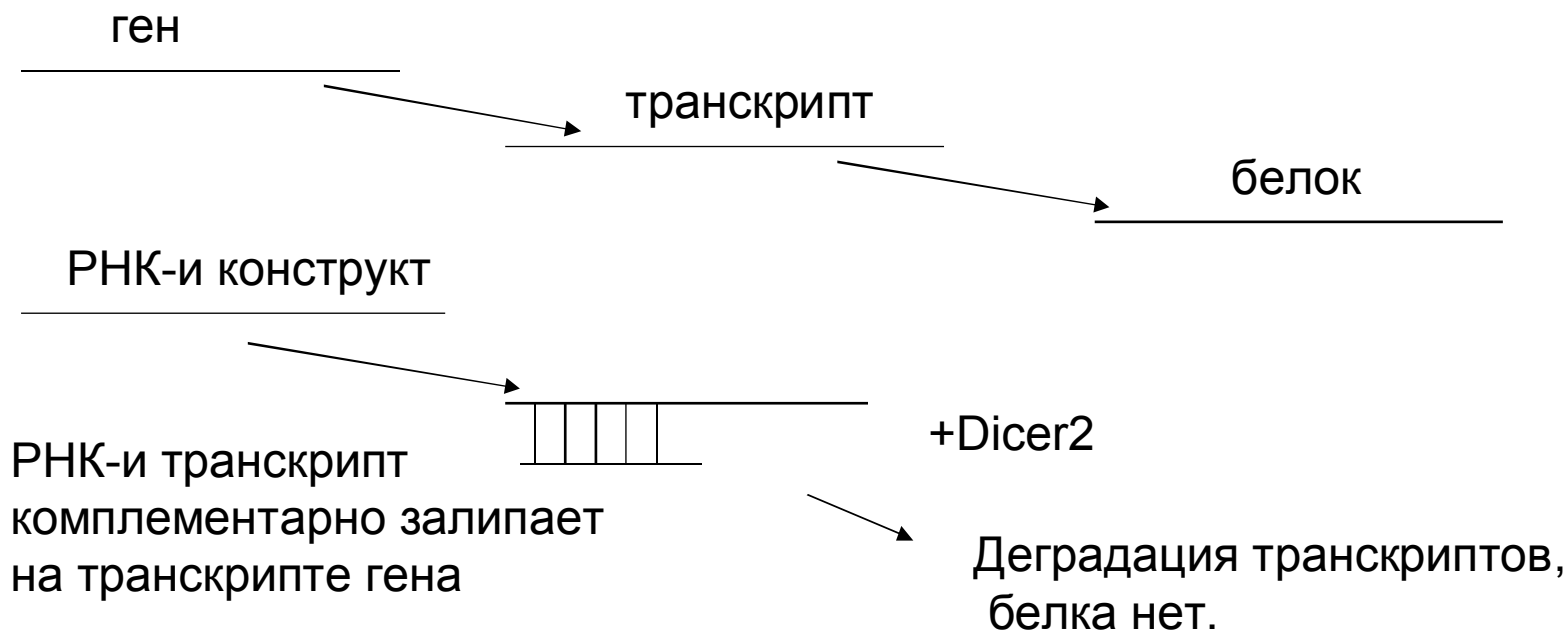 ген
транскрипт
белок
РНК-и конструкт
+Dicer2
РНК-и транскрипт
комплементарно залипает
на транскрипте гена
Деградация транскриптов,
белка нет.